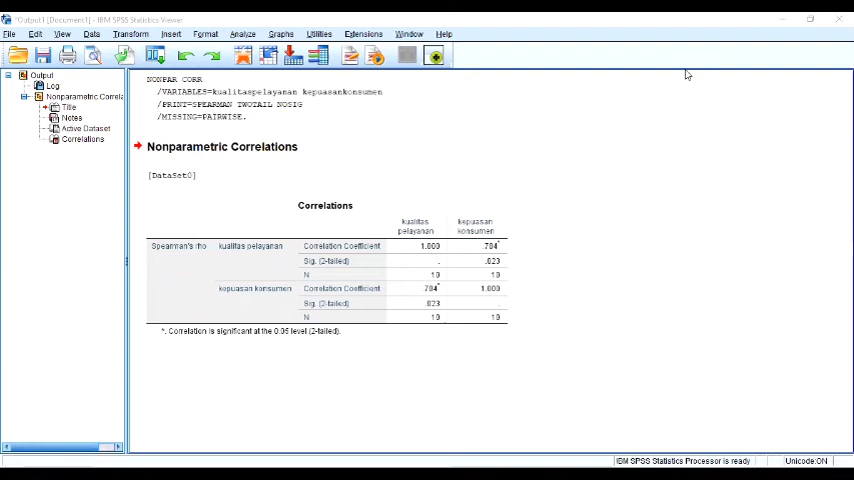 *Output1 [Document1] - IBM SPSS Statistics Viewer
File Edit View Data Transform Insert Format Analyze Graphs Utilities Extensions Window Help
Output
Log
Nonparametric Correla
Title
Notes
Active Dataset
Correlations
NONPAR CORR
/VARIABLES=kualitaspelayanan kepuasankonsumen
/PRINT=SPEARMAN TWOTAIL NOSIG
/MISSING=PAIRWISE.
Nonparametric Correlations
[DataSet0]
Correlations
kualitas pelayanan kepuasan konsumen
Spearman's rho kualitas pelayanan Correlation Coefficient 1.000 .704*
Sig. (2-tailed) . .023
N 10 10
kepuasan konsumen Correlation Coefficient .704* 1.000
Sig. (2-tailed) .023 .
N 10 10
*. Correlation is significant at the 0.05 level (2-tailed).
IBM SPSS Statistics Processor is ready Unicode:ON